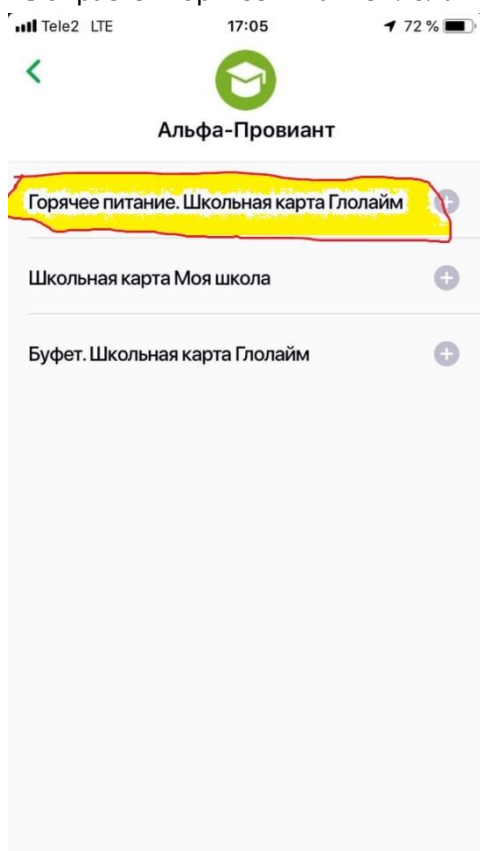 Tele2 LTE 17:05 72 %
Альфа-Провиант
Горячее питание. Школьная карта Глолайм
Школьная карта Моя школа
Буфет. Школьная карта Глолайм